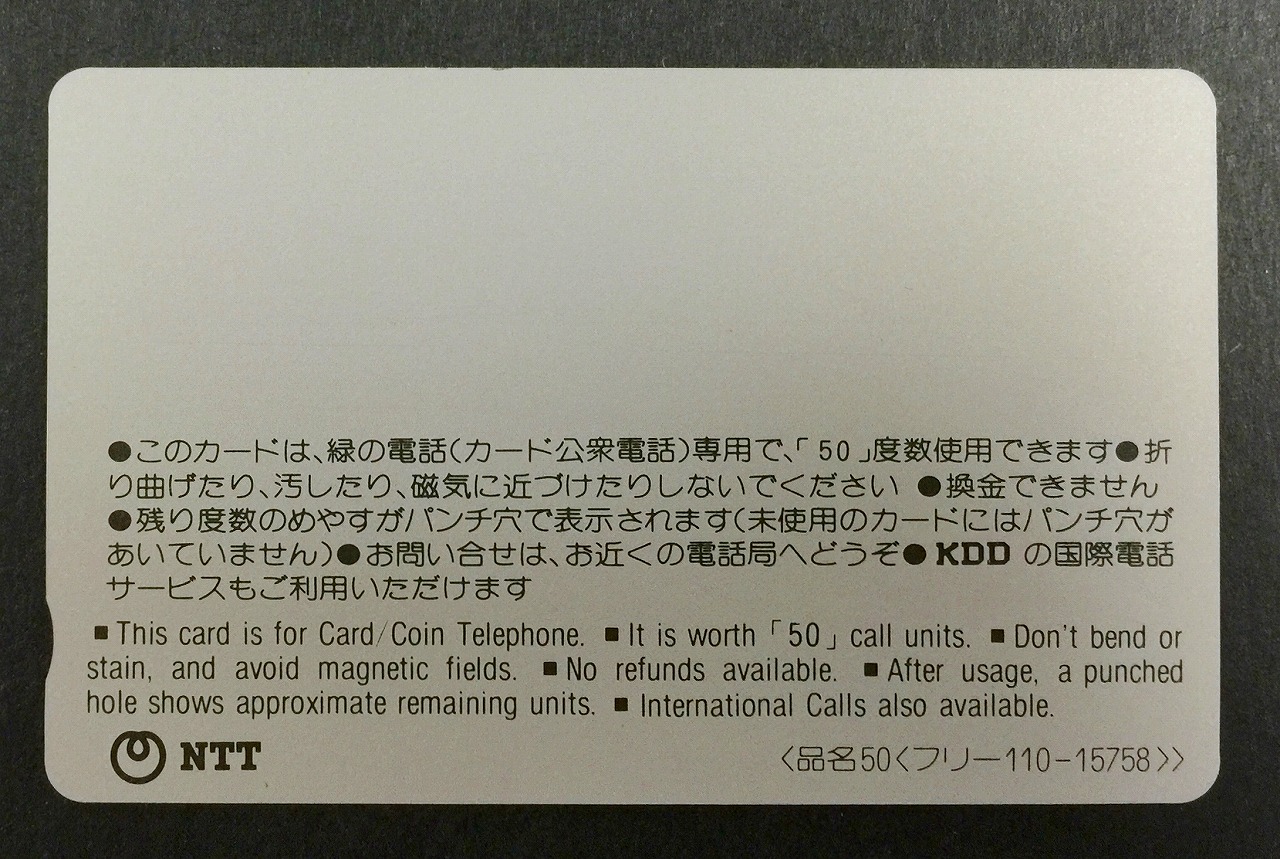 ●このカードは、緑の電話(カード公衆電話)専用で、「50」度数使用できます●折
り曲げたり、汚したり、磁気に近づけたりしないでください ●換金できません
●残り度数のめやすがパンチ穴で表示されます(未使用のカードにはパンチ穴が
あいていません)●お問い合せは、お近くの電話局へどうぞ● KDD の国際電話
サービスもご利用いただけます
■This card is for Card/Coin Telephone. ■It is worth「50」call units. ■Don't bend or
stain, and avoid magnetic fields. ■No refunds available. ■After usage, a punched
hole shows approximate remaining units. ■International Calls also available.
NTT 〈品名50〈フリー110-15758〉〉